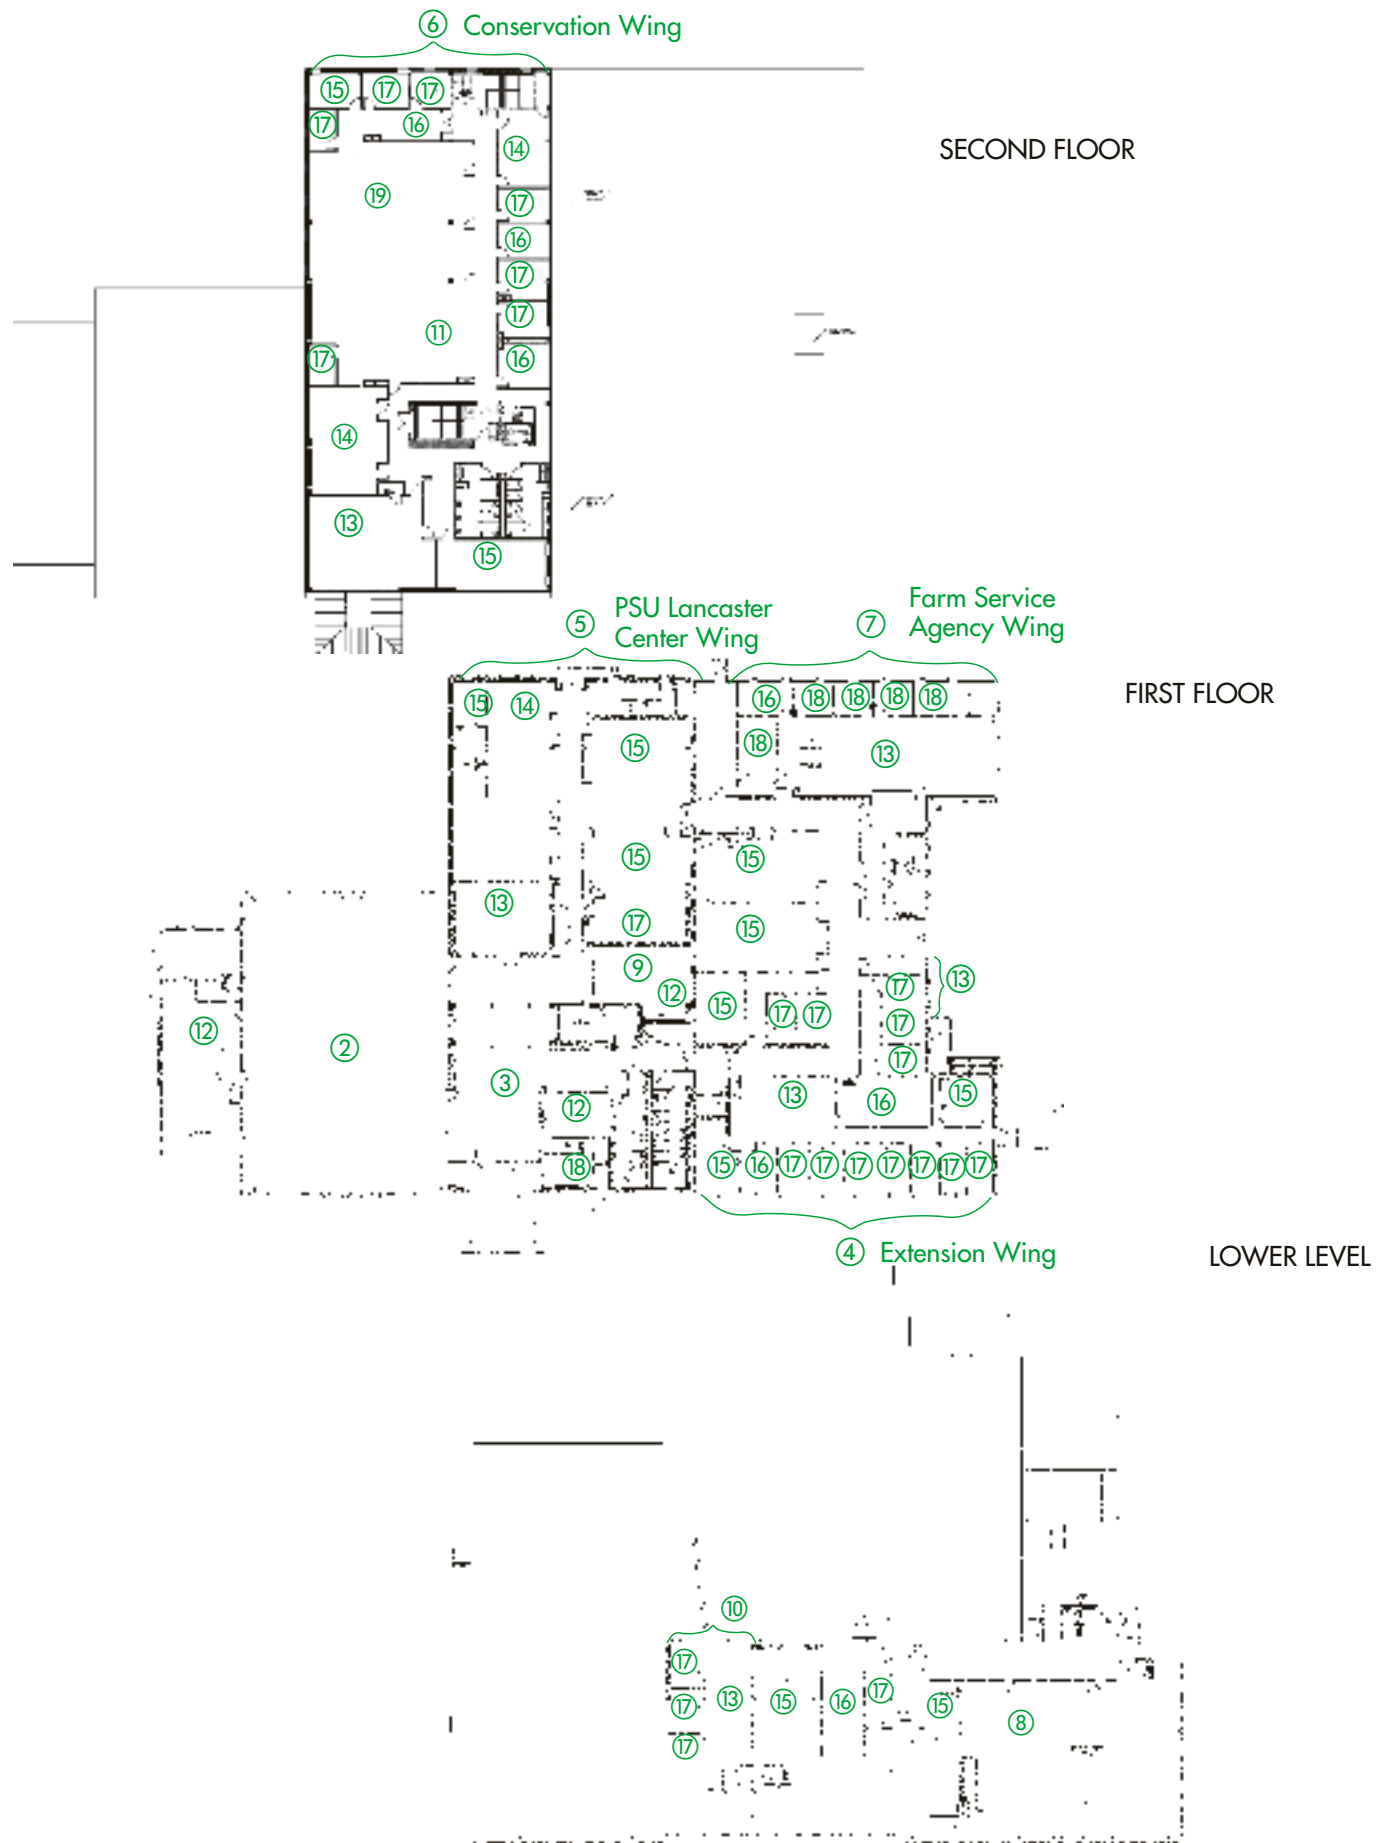 ⑥ Conservation Wing
⑮ ⑰ ⑰
⑰ ⑯
⑭
SECOND FLOOR
⑲ ⑰
⑯
⑰
⑰
⑪
⑰ ⑯
⑭
⑬
⑮
⑤ PSU Lancaster
Center Wing
⑦ Farm Service
Agency Wing
FIRST FLOOR
⑮ ⑭ ⑯ ⑱ ⑱ ⑱ ⑱
⑮ ⑱ ⑬
⑮ ⑮
⑬ ⑰ ⑮
⑨ ⑰ ⑬
⑫ ⑮ ⑰ ⑰ ⑰
⑫ ② ⑰
③ ⑫ ⑬ ⑯ ⑮
⑱ ⑮ ⑯ ⑰ ⑰ ⑰ ⑰ ⑰ ⑰ ⑰
④ Extension Wing
LOWER LEVEL
⑩
⑰
⑰ ⑬ ⑮ ⑯ ⑰ ⑮ ⑧
⑰